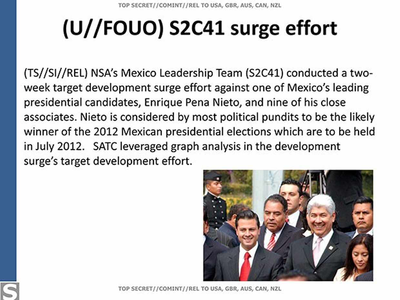 TOP SECRET//COMINT//REL TO USA, GBR, AUS, CAN, NZL
(U//FOUO) S2C41 surge effort
(TS//SI//REL) NSA's Mexico Leadership Team (S2C41) conducted a two-
week target development surge effort against one of Mexico's leading
presidential candidates, Enrique Pena Nieto, and nine of his close
associates. Nieto is considered by most political pundits to be the likely
winner of the 2012 Mexican presidential elections which are to be held
in July 2012. SATC leveraged graph analysis in the development
surge's target development effort.
S
TOP SECRET//COMINT//REL TO USA, GBR, AUS, CAN, NZL